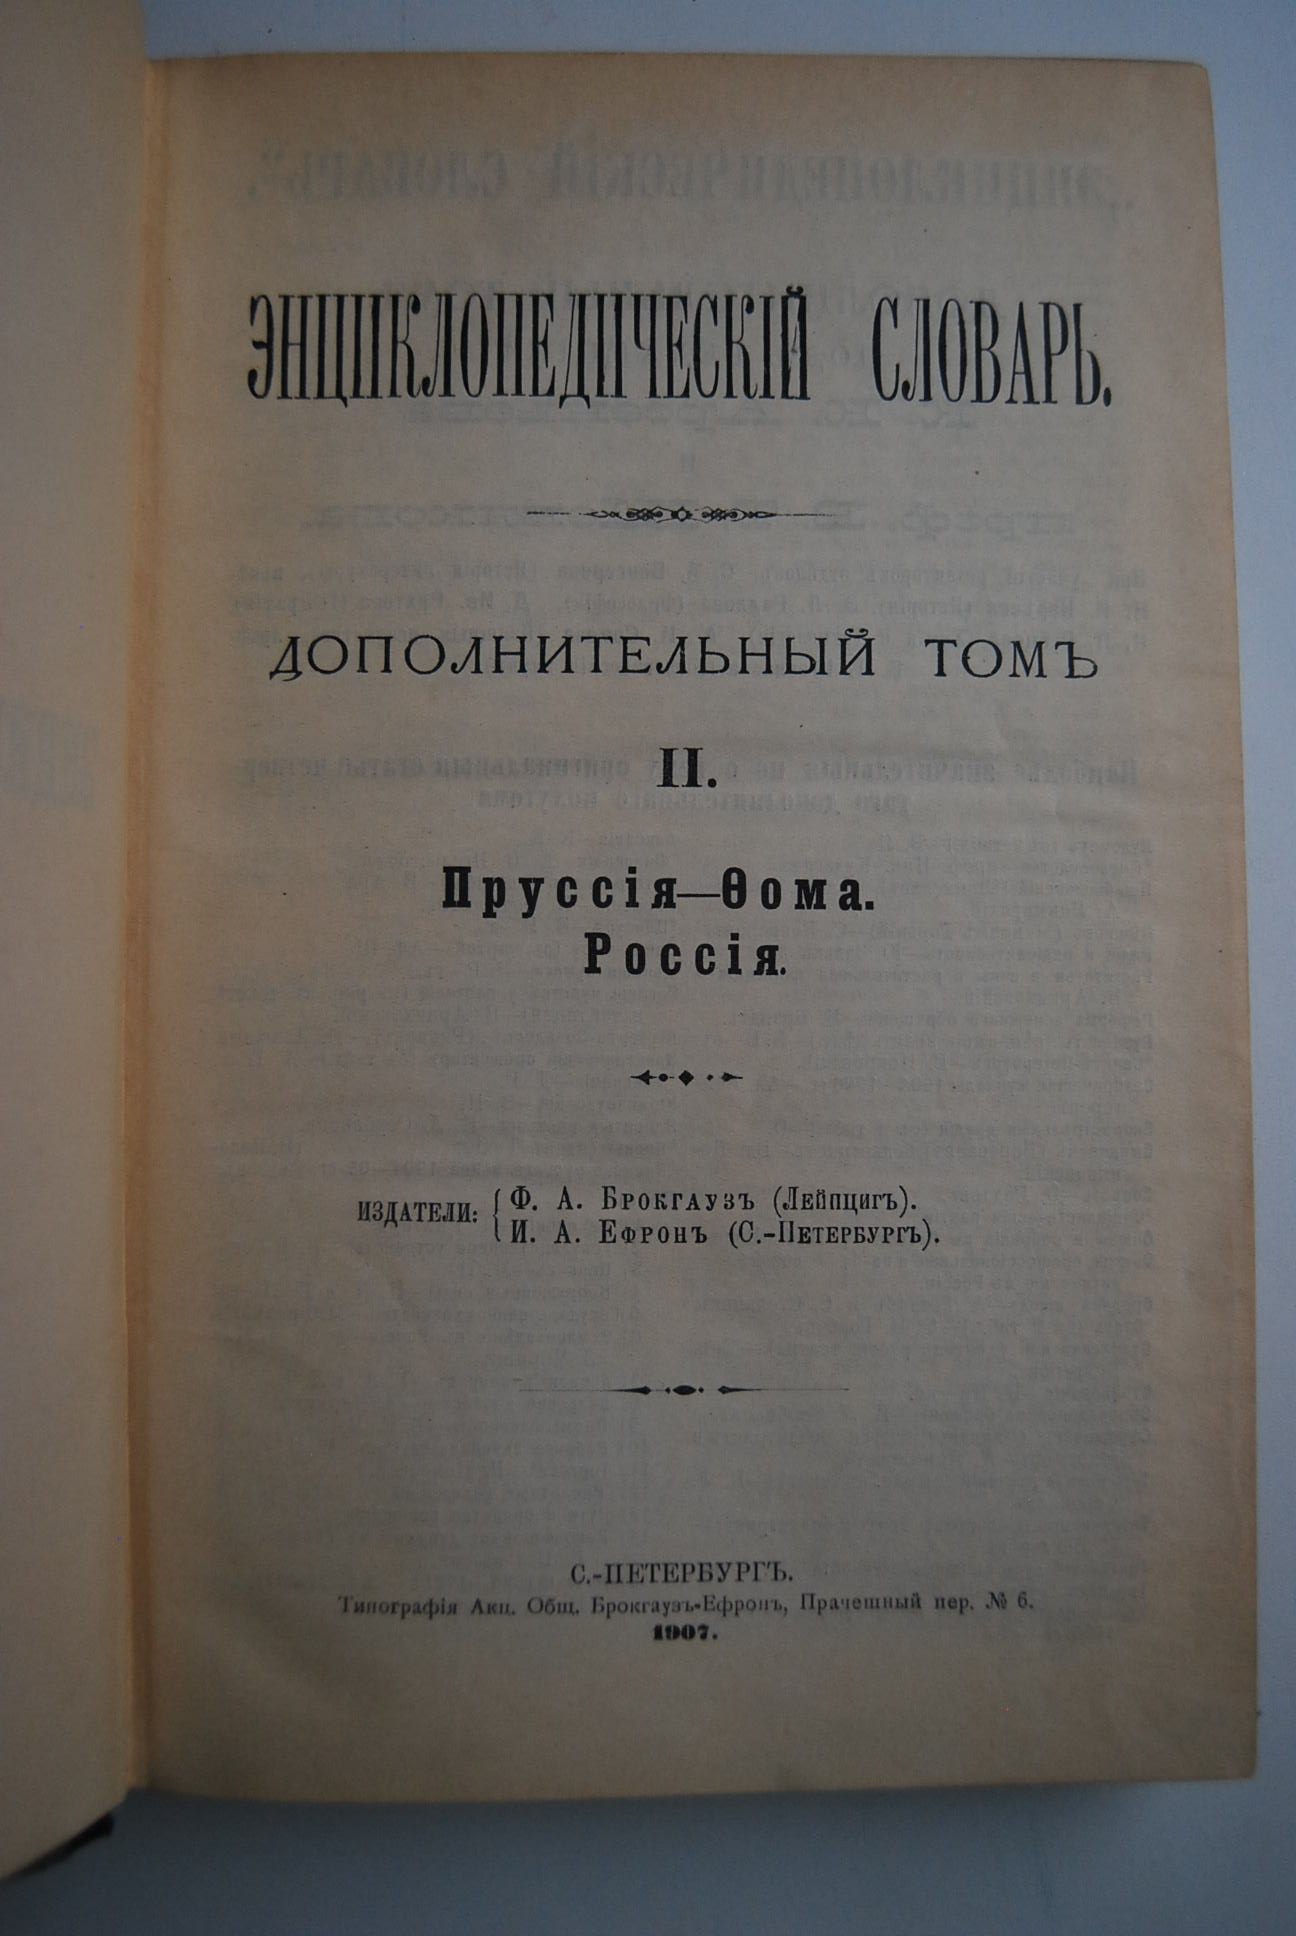 ЭНЦИКЛОПЕДИЧЕСКІЙ СЛОВАРЬ.
ДОПОЛНИТЕЛЬНЫЙ ТОМЪ
II.
Пруссія—Ѳома.
Россія.
ИЗДАТЕЛИ: { Ф. А. Брокгаузъ (Лейпцигъ).
И. А. Ефронъ (С.-Петербургъ).
С.-ПЕТЕРБУРГЪ.
Типографія Акц. Общ. Брокгаузъ-Ефронъ, Прачешный пер. № 6.
1907.